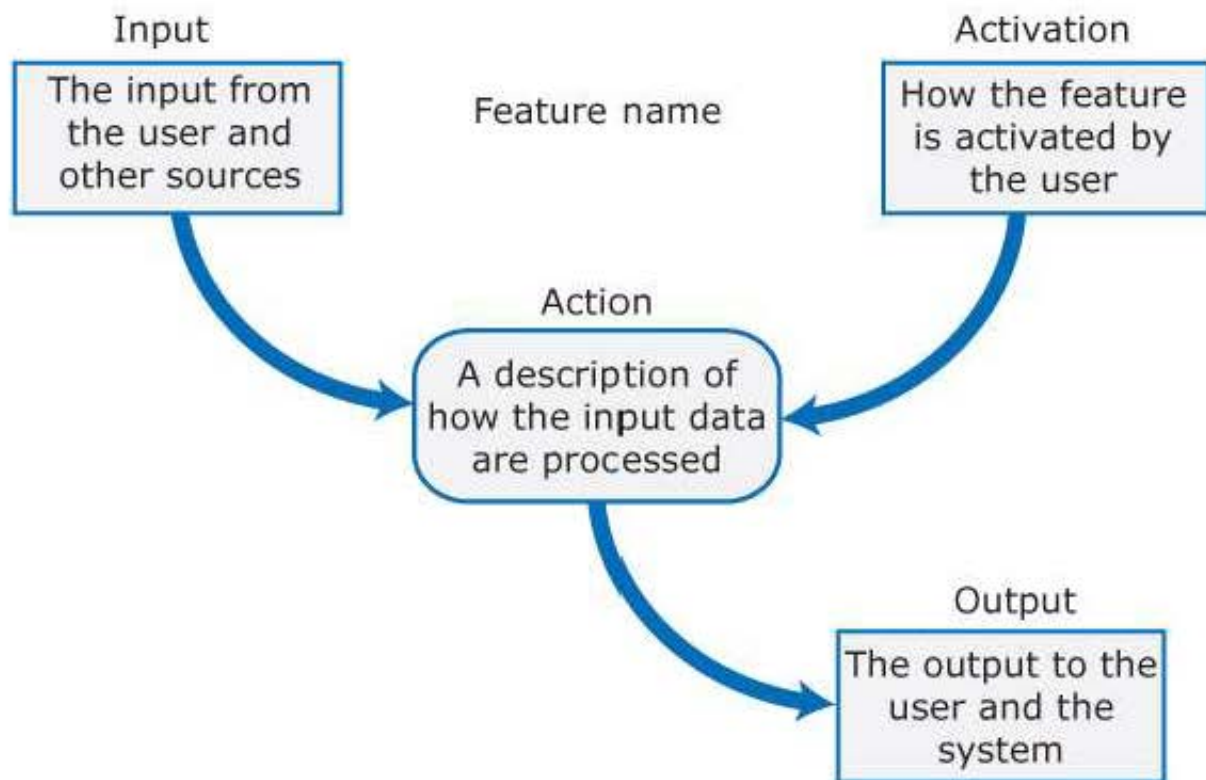 Input
The input from
the user and
other sources
Feature name
Activation
How the feature
is activated by
the user
Action
A description of
how the input data
are processed
Output
The output to the
user and the
system